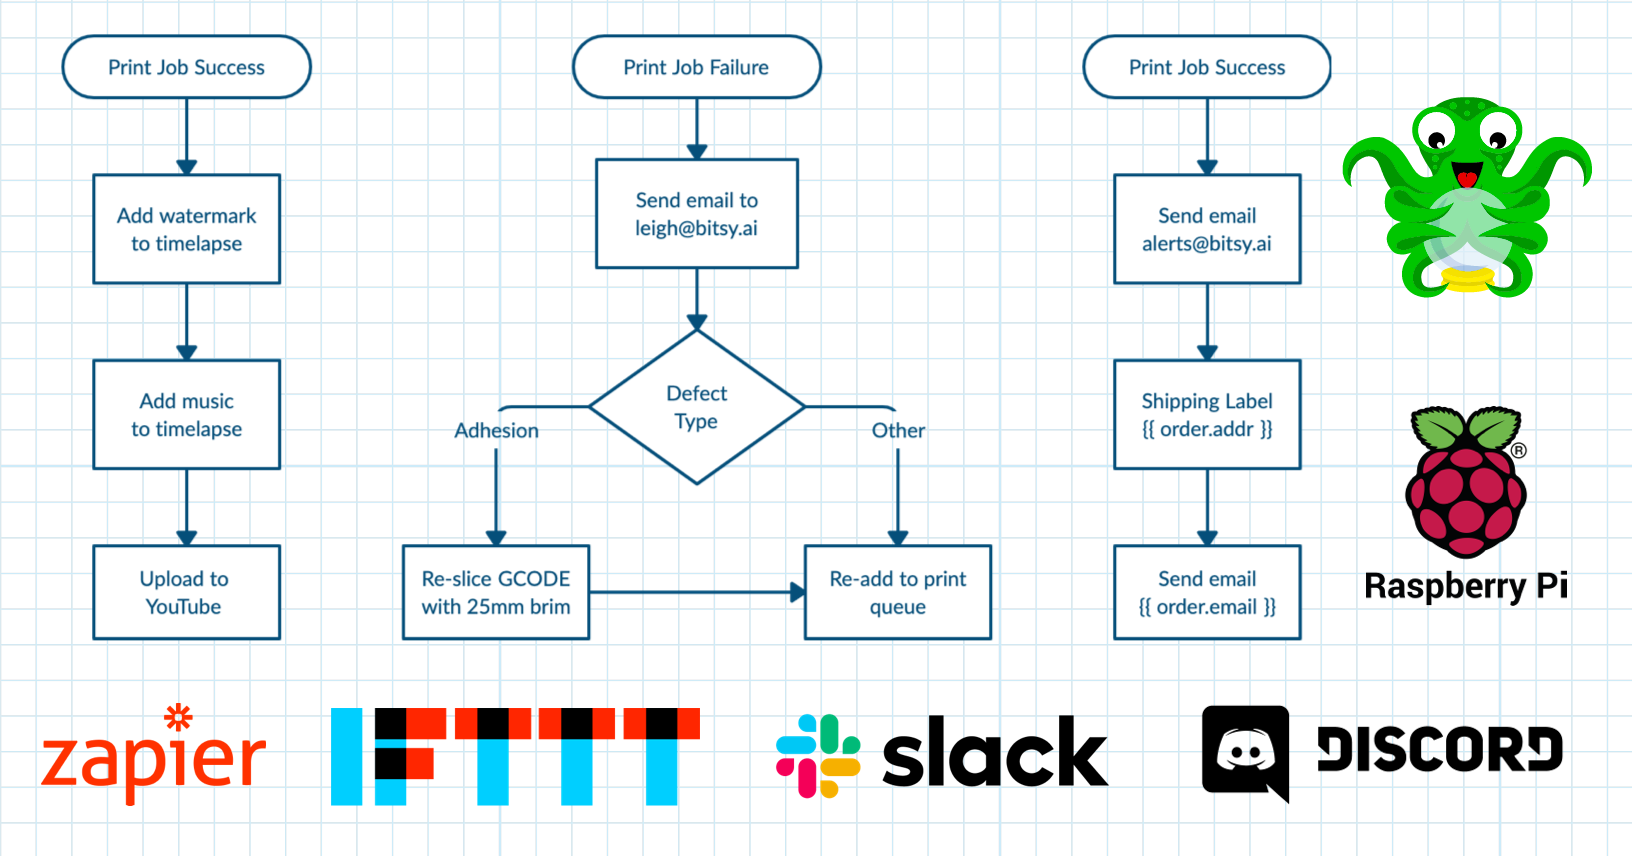 Print Job Success
Add watermark
to timelapse
Add music
to timelapse
Upload to
YouTube
Print Job Failure
Send email to
leigh@bitsy.ai
Defect
Type
Adhesion
Other
Re-slice GCODE
with 25mm brim
Re-add to print
queue
Print Job Success
Send email
alerts@bitsy.ai
Shipping Label
{{ order.addr }}
Send email
{{ order.email }}
®
Raspberry Pi
zapier
IFTTT
slack
DISCORD